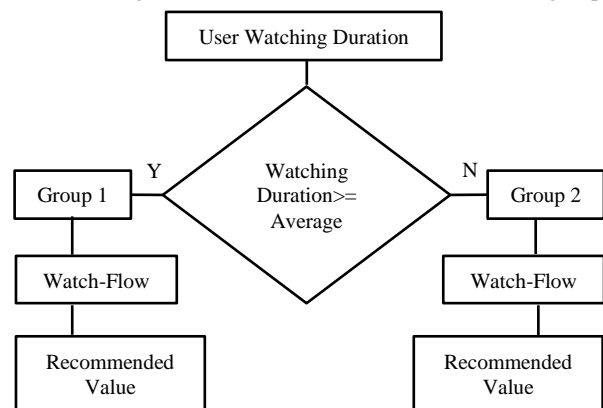 User Watching Duration
Y
N
Watching
Duration>=
Average
Group 1
Group 2
Watch-Flow
Watch-Flow
Recommended
Value
Recommended
Value